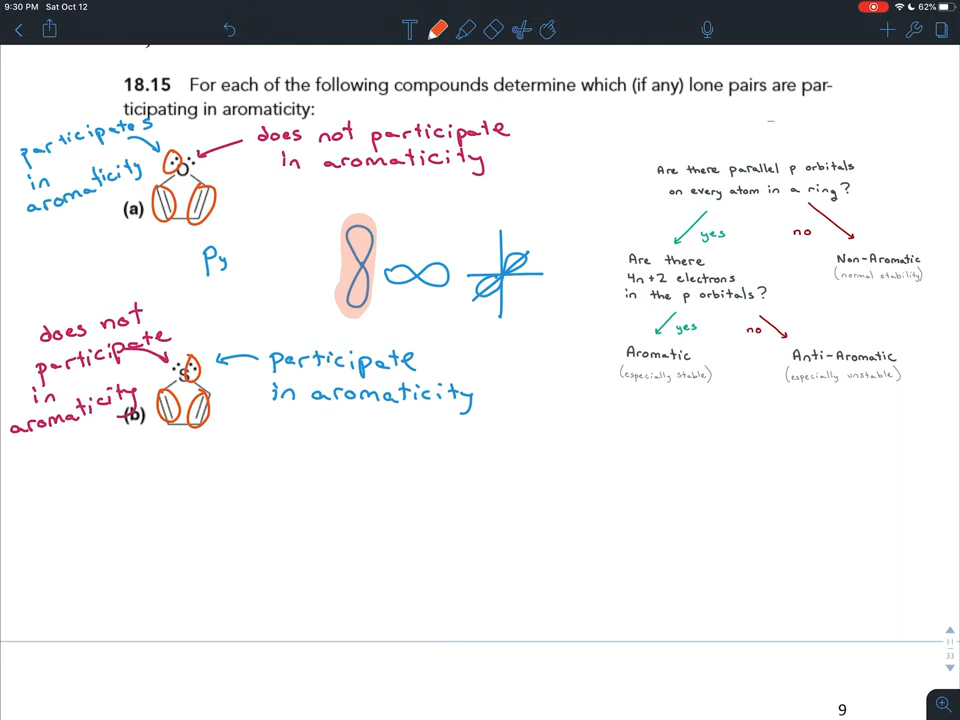 9:30 PM Sat Oct 12
62%
18.15 For each of the following compounds determine which (if any) lone pairs are par-
ticipating in aromaticity:
participates
in
aromaticity
does not participate
in aromaticity
O
(a)
Py
Are there parallel p orbitals
on every atom in a ring?
yes
no
Are there
4n+2 electrons
in the p orbitals?
Non-Aromatic
(normal stability)
yes
no
Aromatic
(especially stable)
Anti-Aromatic
(especially unstable)
does not
participate
in
aromaticity
S
(b)
participate
in aromaticity
11
33
9